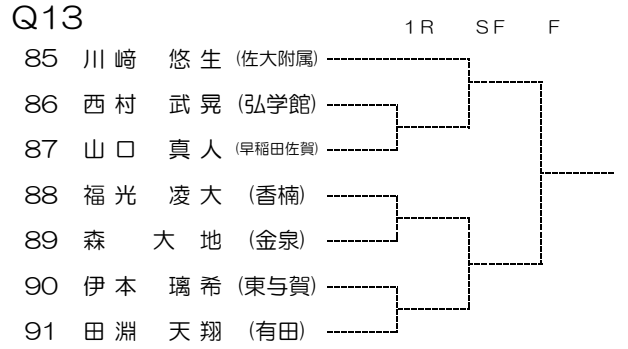 Q13
1R SF F
85 川﨑 悠生 (佐大附属)
86 西村 武晃 (弘学館)
87 山口 真人 (早稲田佐賀)
88 福光 凌大 (香楠)
89 森 大地 (金泉)
90 伊本 璃希 (東与賀)
91 田淵 天翔 (有田)